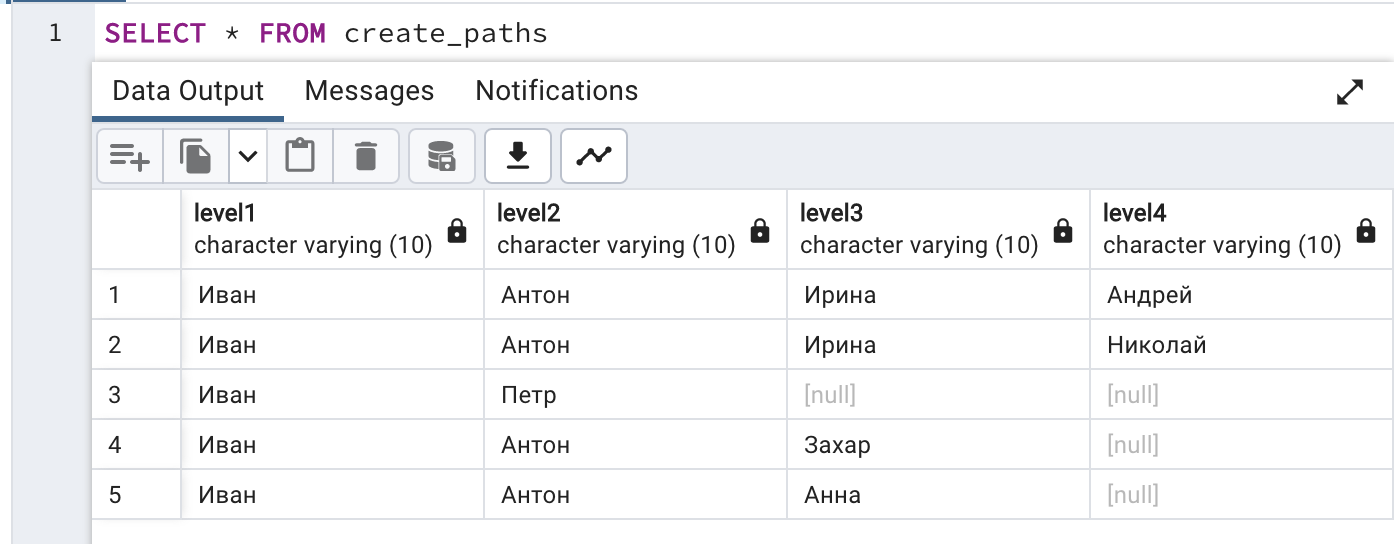 1 SELECT * FROM create_paths
Data Output Messages Notifications
level1 level2 level3 level4
character varying (10) character varying (10) character varying (10) character varying (10)
1 Иван Антон Ирина Андрей
2 Иван Антон Ирина Николай
3 Иван Петр [null] [null]
4 Иван Антон Захар [null]
5 Иван Антон Анна [null]